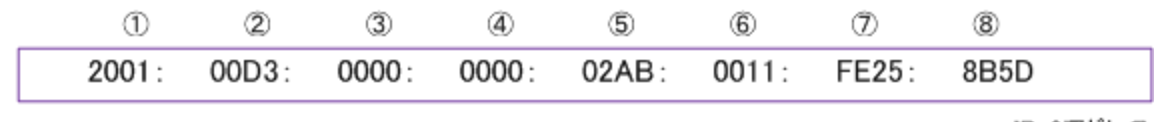 ① ② ③ ④ ⑤ ⑥ ⑦ ⑧
2001: 00D3: 0000: 0000: 02AB: 0011: FE25: 8B5D